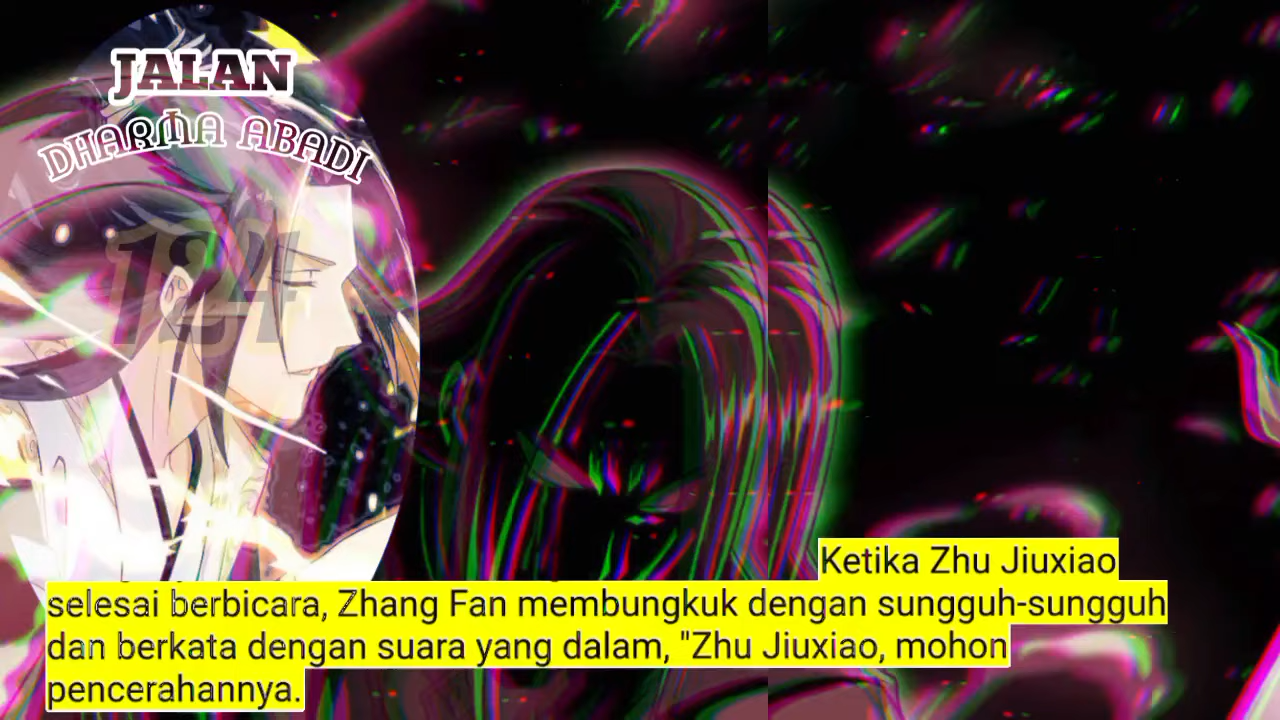 JALAN
DHARMA ABADI
124
Ketika Zhu Jiuxiao
selesai berbicara, Zhang Fan membungkuk dengan sungguh-sungguh
dan berkata dengan suara yang dalam, "Zhu Jiuxiao, mohon
pencerahannya.